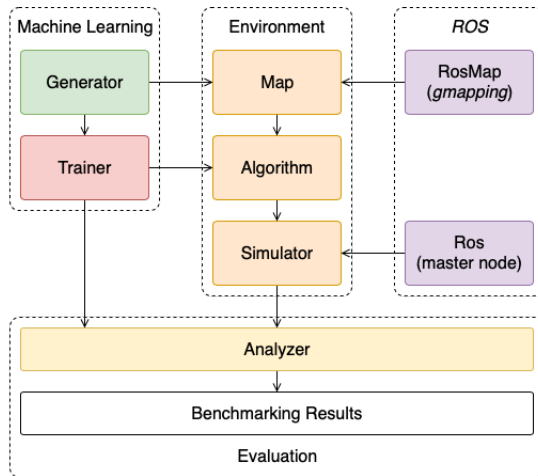 Machine Learning
Environment
ROS
Generator
Map
RosMap
(gmapping)
Trainer
Algorithm
Simulator
Ros
(master node)
Analyzer
Benchmarking Results
Evaluation